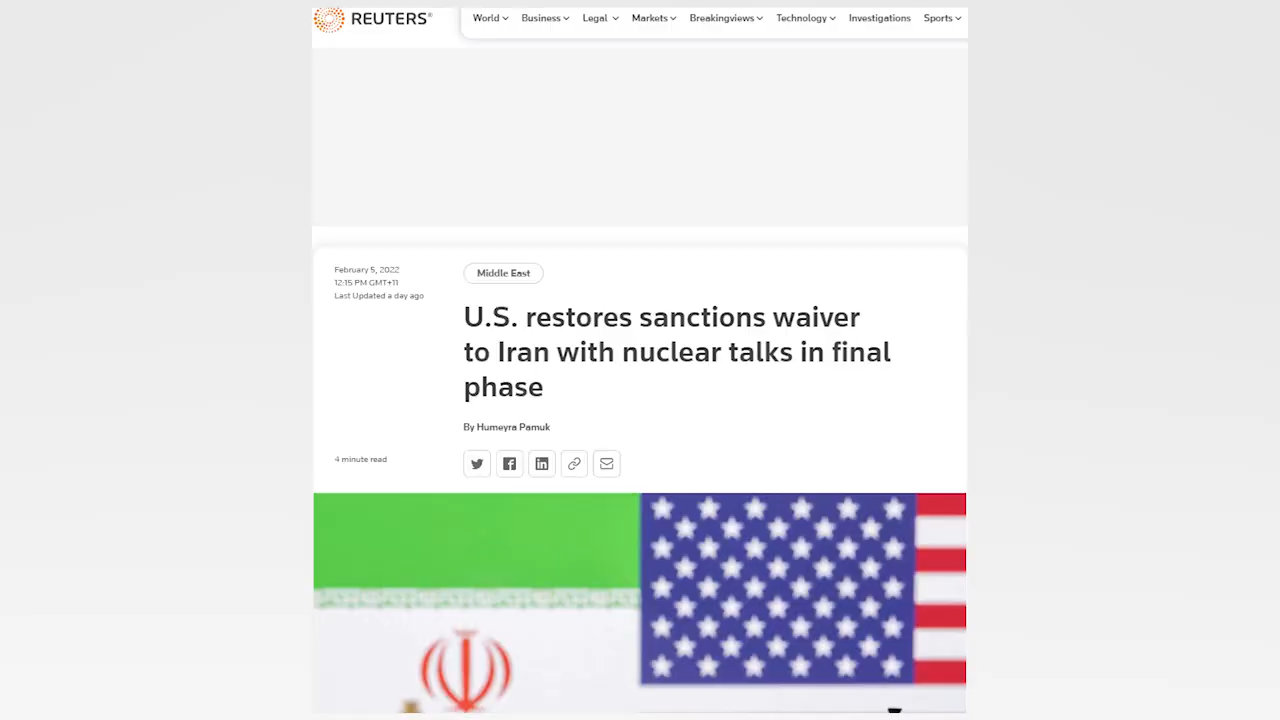 REUTERS®
World Business Legal Markets Breakingviews Technology Investigations Sports
February 5, 2022
12:15 PM GMT+11
Last Updated a day ago
Middle East
U.S. restores sanctions waiver
to Iran with nuclear talks in final
phase
By Humeyra Pamuk
4 minute read